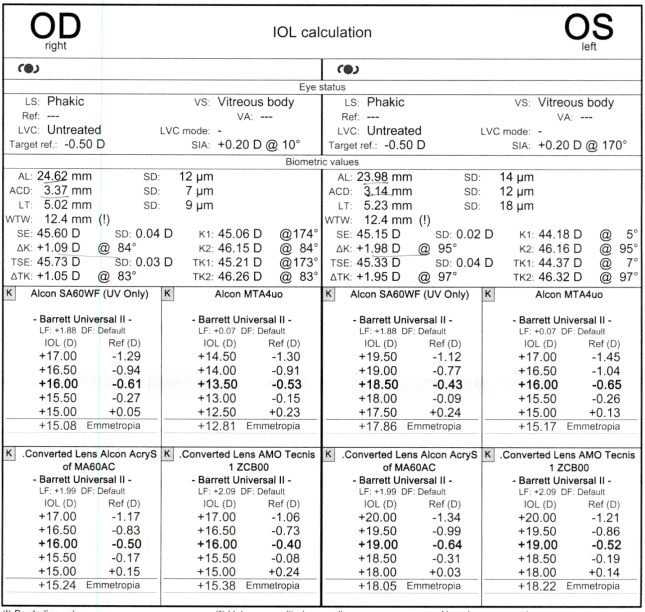 OD
right
IOL calculation
OS
left
Eye status
LS: Phakic VS: Vitreous body
Ref: --- VA: ---
LVC: Untreated LVC mode: -
Target ref.: -0.50 D SIA: +0.20 D @ 10°
LS: Phakic VS: Vitreous body
Ref: --- VA: ---
LVC: Untreated LVC mode: -
Target ref.: -0.50 D SIA: +0.20 D @ 170°
Biometric values
AL: 24.62 mm SD: 12 µm
ACD: 3.37 mm SD: 7 µm
LT: 5.02 mm SD: 9 µm
WTW: 12.4 mm (!)
SE: 45.60 D SD: 0.04 D K1: 45.06 D @174°
ΔK: +1.09 D @ 84° K2: 46.15 D @ 84°
TSE: 45.73 D SD: 0.03 D TK1: 45.21 D @173°
ΔTK: +1.05 D @ 83° TK2: 46.26 D @ 83°
AL: 23.98 mm SD: 14 µm
ACD: 3.14 mm SD: 12 µm
LT: 5.23 mm SD: 18 µm
WTW: 12.4 mm (!)
SE: 45.15 D SD: 0.02 D K1: 44.18 D @ 5°
ΔK: +1.98 D @ 95° K2: 46.16 D @ 95°
TSE: 45.33 D SD: 0.04 D TK1: 44.37 D @ 7°
ΔTK: +1.95 D @ 97° TK2: 46.32 D @ 97°
K Alcon SA60WF (UV Only)
- Barrett Universal II -
LF: +1.88 DF: Default
IOL (D) Ref (D)
+17.00 -1.29
+16.50 -0.94
+16.00 -0.61
+15.50 -0.27
+15.00 +0.05
+15.08 Emmetropia
K Alcon MTA4uo
- Barrett Universal II -
LF: +0.07 DF: Default
IOL (D) Ref (D)
+14.50 -1.30
+14.00 -0.91
+13.50 -0.53
+13.00 -0.15
+12.50 +0.23
+12.81 Emmetropia
K Alcon SA60WF (UV Only)
- Barrett Universal II -
LF: +1.88 DF: Default
IOL (D) Ref (D)
+19.50 -1.12
+19.00 -0.77
+18.50 -0.43
+18.00 -0.09
+17.50 +0.24
+17.86 Emmetropia
K Alcon MTA4uo
- Barrett Universal II -
LF: +0.07 DF: Default
IOL (D) Ref (D)
+17.00 -1.45
+16.50 -1.04
+16.00 -0.65
+15.50 -0.26
+15.00 +0.13
+15.17 Emmetropia
K .Converted Lens Alcon AcryS
of MA60AC
- Barrett Universal II -
LF: +1.99 DF: Default
IOL (D) Ref (D)
+17.00 -1.17
+16.50 -0.83
+16.00 -0.50
+15.50 -0.17
+15.00 +0.15
+15.24 Emmetropia
K .Converted Lens AMO Tecnis
1 ZCB00
- Barrett Universal II -
LF: +2.09 DF: Default
IOL (D) Ref (D)
+17.00 -1.06
+16.50 -0.73
+16.00 -0.40
+15.50 -0.08
+15.00 +0.24
+15.38 Emmetropia
K .Converted Lens Alcon AcryS
of MA60AC
- Barrett Universal II -
LF: +1.99 DF: Default
IOL (D) Ref (D)
+20.00 -1.34
+19.50 -0.99
+19.00 -0.64
+18.50 -0.31
+18.00 +0.03
+18.05 Emmetropia
K .Converted Lens AMO Tecnis
1 ZCB00
- Barrett Universal II -
LF: +2.09 DF: Default
IOL (D) Ref (D)
+20.00 -1.21
+19.50 -0.86
+19.00 -0.52
+18.50 -0.19
+18.00 +0.14
+18.22 Emmetropia